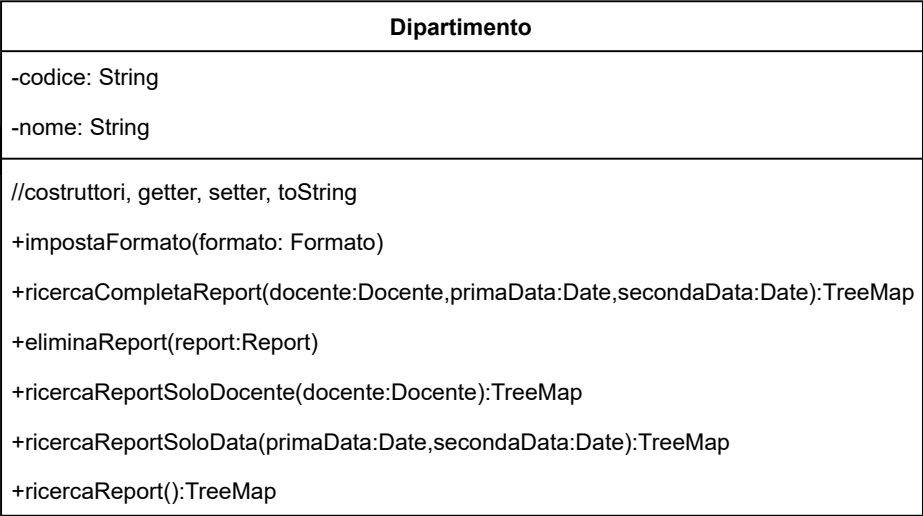 Dipartimento
-codice: String
-nome: String
//costruttori, getter, setter, toString
+impostaFormato(formato: Formato)
+ricercaCompletaReport(docente:Docente,primaData:Date,secondaData:Date):TreeMap
+eliminaReport(report:Report)
+ricercaReportSoloDocente(docente:Docente):TreeMap
+ricercaReportSoloData(primaData:Date,secondaData:Date):TreeMap
+ricercaReport():TreeMap